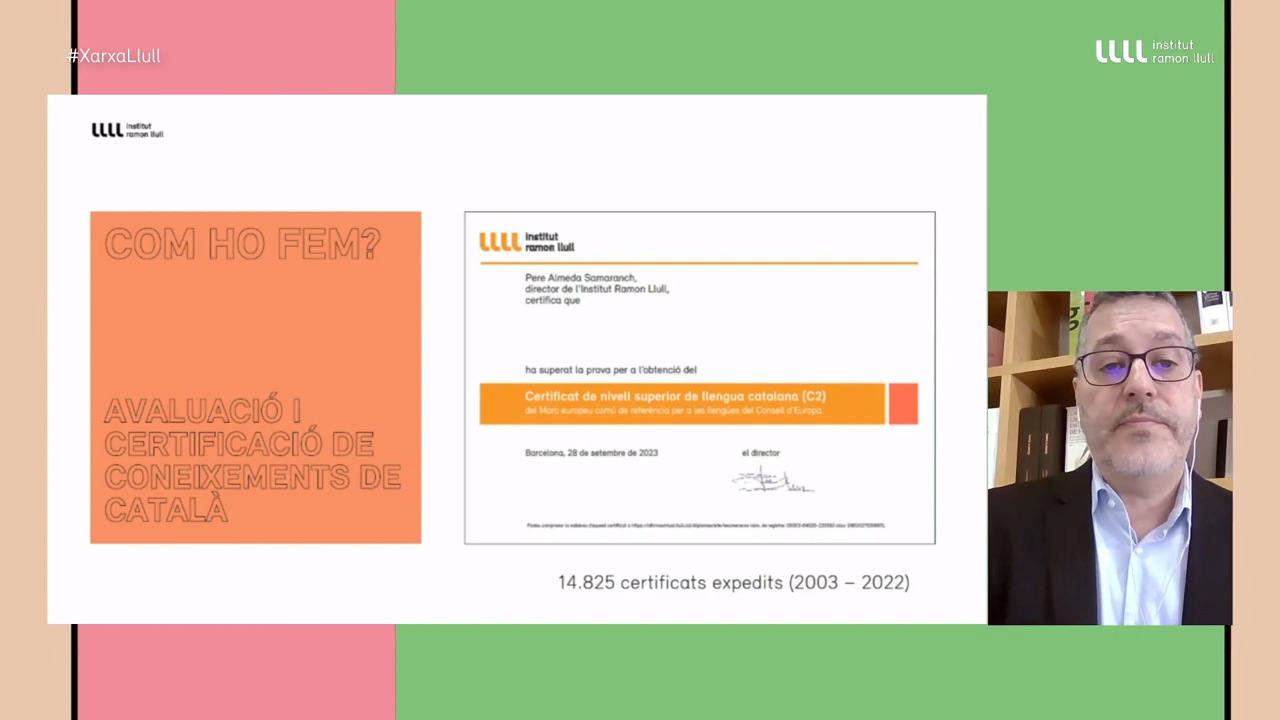 #XarxaLlull
institut
ramon llull
institut
ramon llull
COM HO FEM?
AVALUACIÓ I
CERTIFICACIÓ DE
CONEIXEMENTS DE
CATALÀ
institut
ramon llull
Pere Almeda Samaranch,
director de l'Institut Ramon Llull,
certifica que
ha superat la prova per a l'obtenció del
Certificat de nivell superior de llengua catalana (C2)
del Marc europeu comú de referència per a les llengües del Consell d'Europa.
Barcelona, 28 de setembre de 2023
el director
14.825 certificats expedits (2003 – 2022)